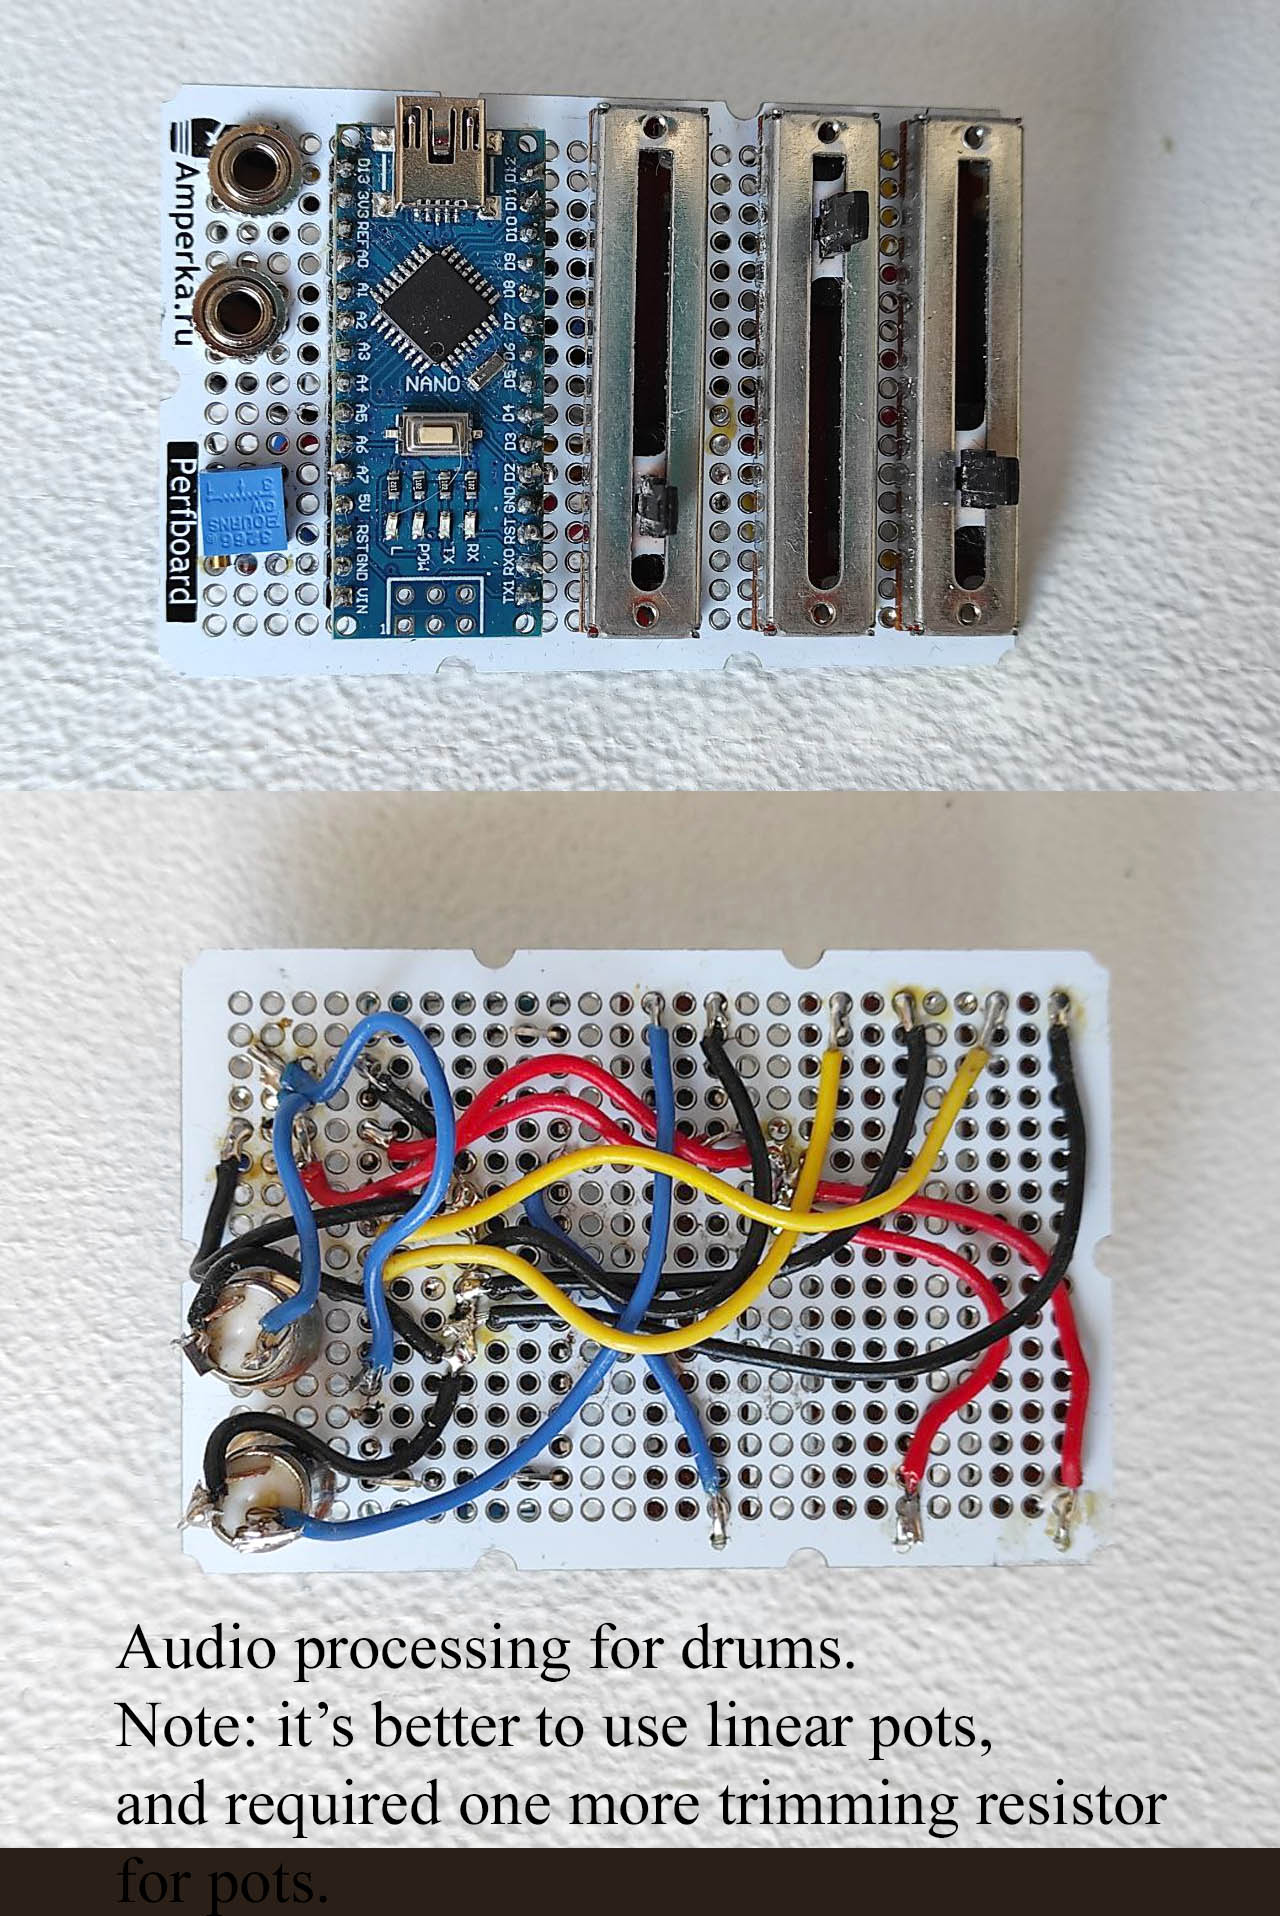 Amperka.ru
Perfboard
D13 3V3 REF A0 A1 A2 A3 A4 A5 A6 A7 5V RST GND VIN
D12 D11 D10 D9 D8 D7 D6 D5 D4 D3 D2 GND RST RX0 TX1
NANO
L POW TX RX
1
3266
BOURNS
Audio processing for drums.
Note: it’s better to use linear pots,
and required one more trimming resistor
for pots.